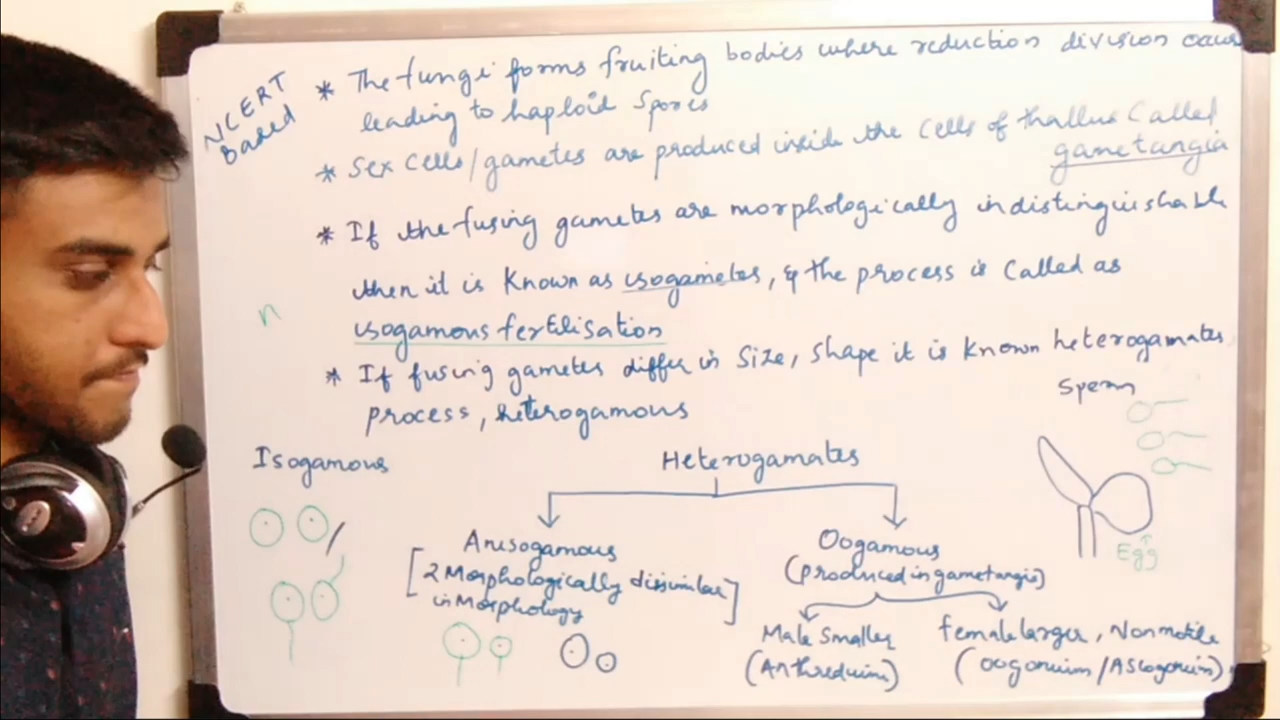 NCERT
Based
* The fungi forms fruiting bodies where reduction division occurs
leading to haploid Spores
* Sex cells/gametes are produced inside the cells of thallus Called
gametangia
* If the fusing gametes are morphologically indistinguishable
then it is Known as isogametes, & the process is Called as
isogamous fertilisation
n
* If fusing gametes differ in Size, Shape it is Known heterogamates
process, heterogamous
Sperm
Isogamous
Heterogamates
Anisogamous
[2 Morphologically dissimilar
in Morphology]
Oogamous
(produced in gametangia)
Egg
Male Smaller
(Anthredium)
female larger, Nonmotile
(oogonium/Ascogonium)